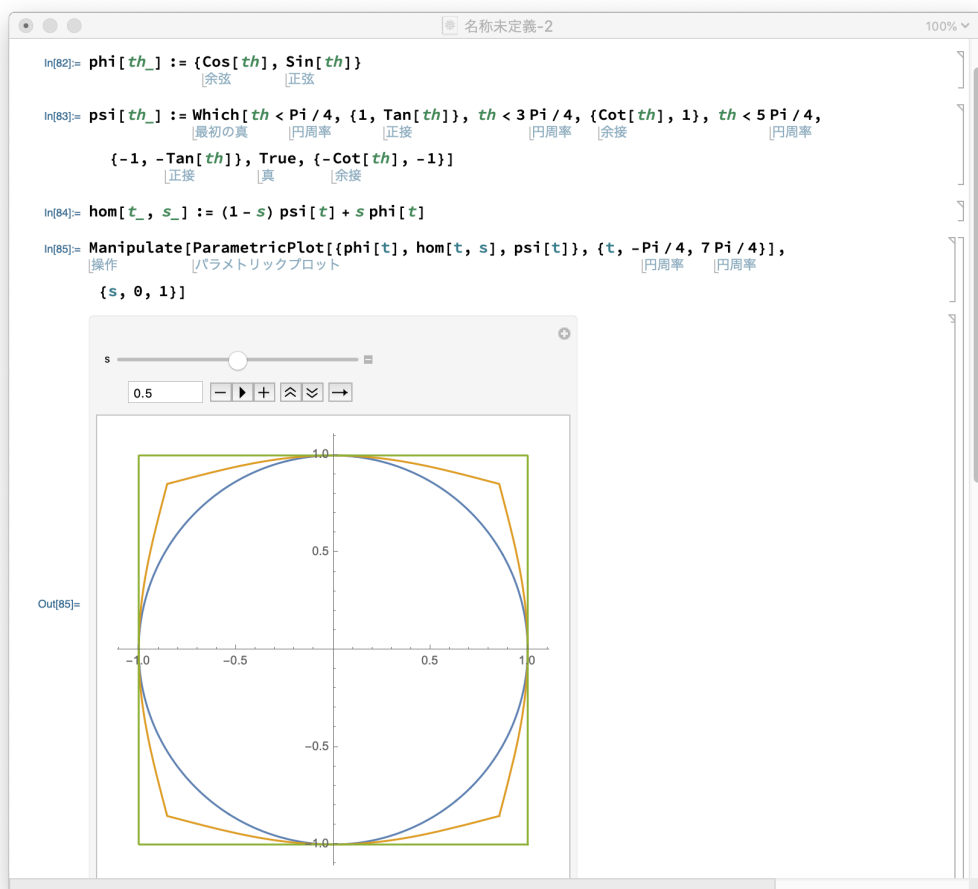 名称未定義-2
100%
In[82]:= phi[th_] := {Cos[th], Sin[th]}
余弦 正弦
In[83]:= psi[th_] := Which[th < Pi / 4, {1, Tan[th]}, th < 3 Pi / 4, {Cot[th], 1}, th < 5 Pi / 4,
最初の真 円周率 正接 円周率 余接 円周率
{-1, -Tan[th]}, True, {-Cot[th], -1}]
正接 真 余接
In[84]:= hom[t_, s_] := (1 - s) psi[t] + s phi[t]
In[85]:= Manipulate[ParametricPlot[{phi[t], hom[t, s], psi[t]}, {t, -Pi / 4, 7 Pi / 4}],
操作 パラメトリックプロット 円周率 円周率
{s, 0, 1}]
s
0.5
1.0
0.5
Out[85]=
-1.0 -0.5 0.5 1.0
-0.5
-1.0